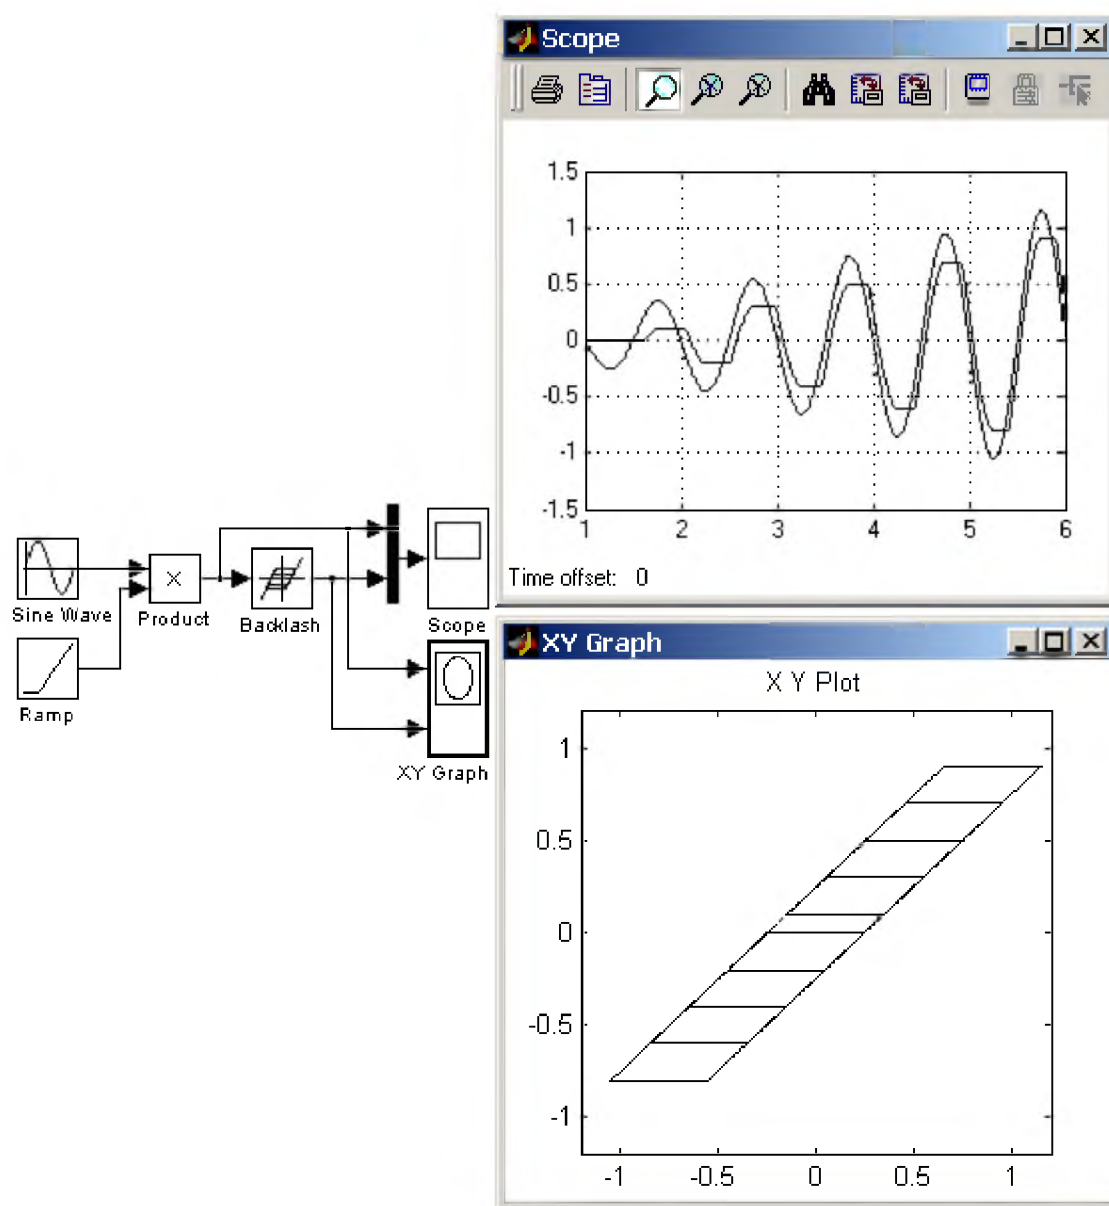 Scope
1.5
1
0.5
0
-0.5
-1
-1.5
1 2 3 4 5 6
Time offset: 0
Sine Wave
Product
Backlash
Scope
Ramp
XY Graph
XY Graph
X Y Plot
1
0.5
0
-0.5
-1
-1 -0.5 0 0.5 1